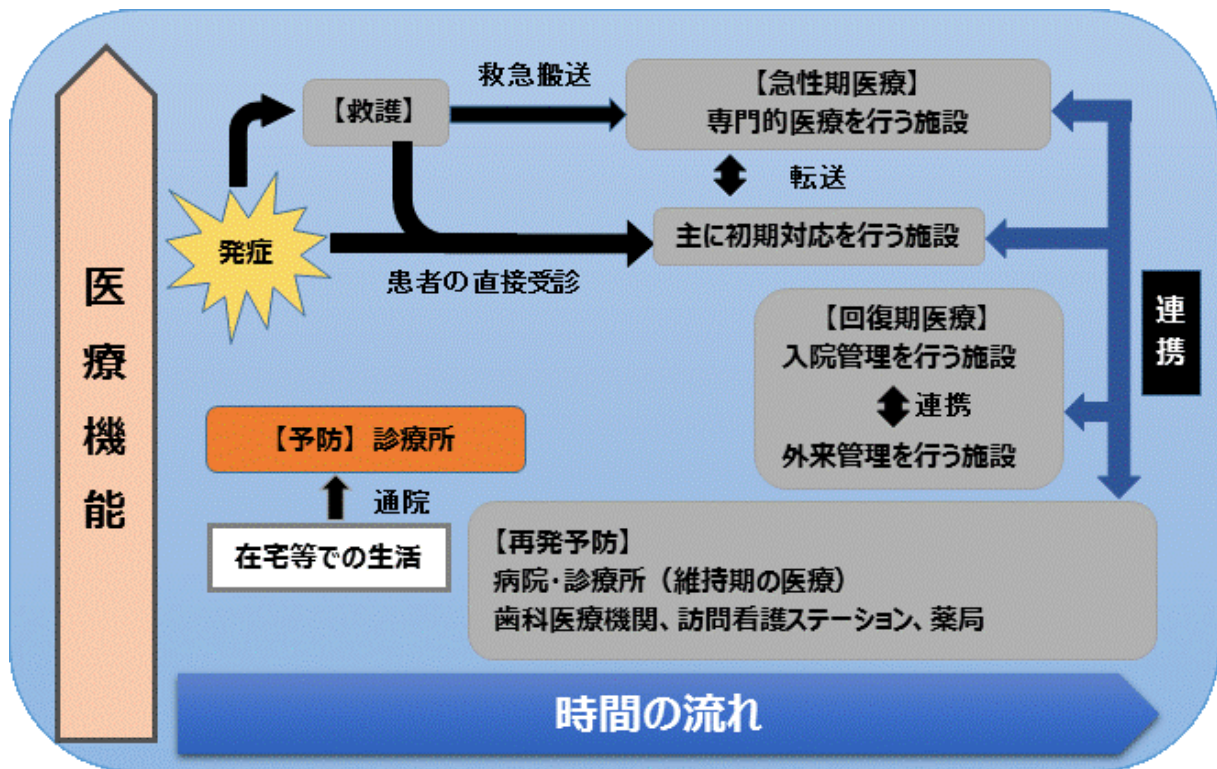 医療機能
救急搬送
【救護】
【急性期医療】
専門的医療を行う施設
転送
発症
主に初期対応を行う施設
患者の直接受診
連携
【回復期医療】
入院管理を行う施設
連携
外来管理を行う施設
【予防】診療所
通院
在宅等での生活
【再発予防】
病院・診療所（維持期の医療）
歯科医療機関、訪問看護ステーション、薬局
時間の流れ